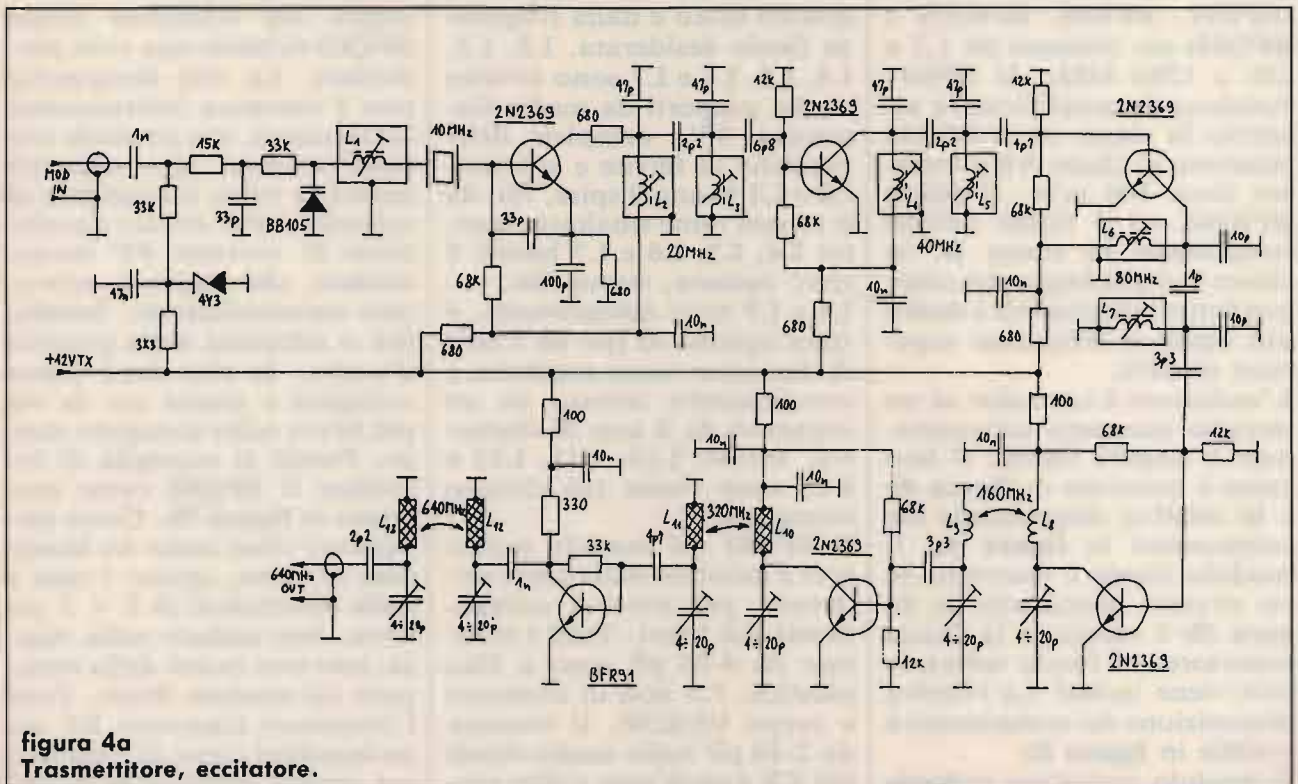 47p 47p 12K 47p 47p 12K
2N2369 2N2369 2N2369
1n 15K 33K L1 10MHz 680 2p2 6p8 2p2 4p7
MOD IN
33K 33p BB105 L2 L3 L4 L5 68K
68K 33p 20MHz 40MHz L6 10p
80MHz
47n 4V3 68K 100p 680 10n 10n 1p
680 L7 10p
3K3 680 10n 680 3p3
+12VTX
100 100 100
10n 10n 10n 68K 12K
640MHz 330 320MHz 10n 68K 160MHz
L13 L12 L11 L10 L9 L8
2p2 1n 33K 4p7 2N2369 3p3
640MHz OUT
4÷20p 4÷20p 4÷20p 4÷20p 4÷20p 4÷20p
12K
BFR91 2N2369
figura 4a
Trasmettitore, eccitatore.